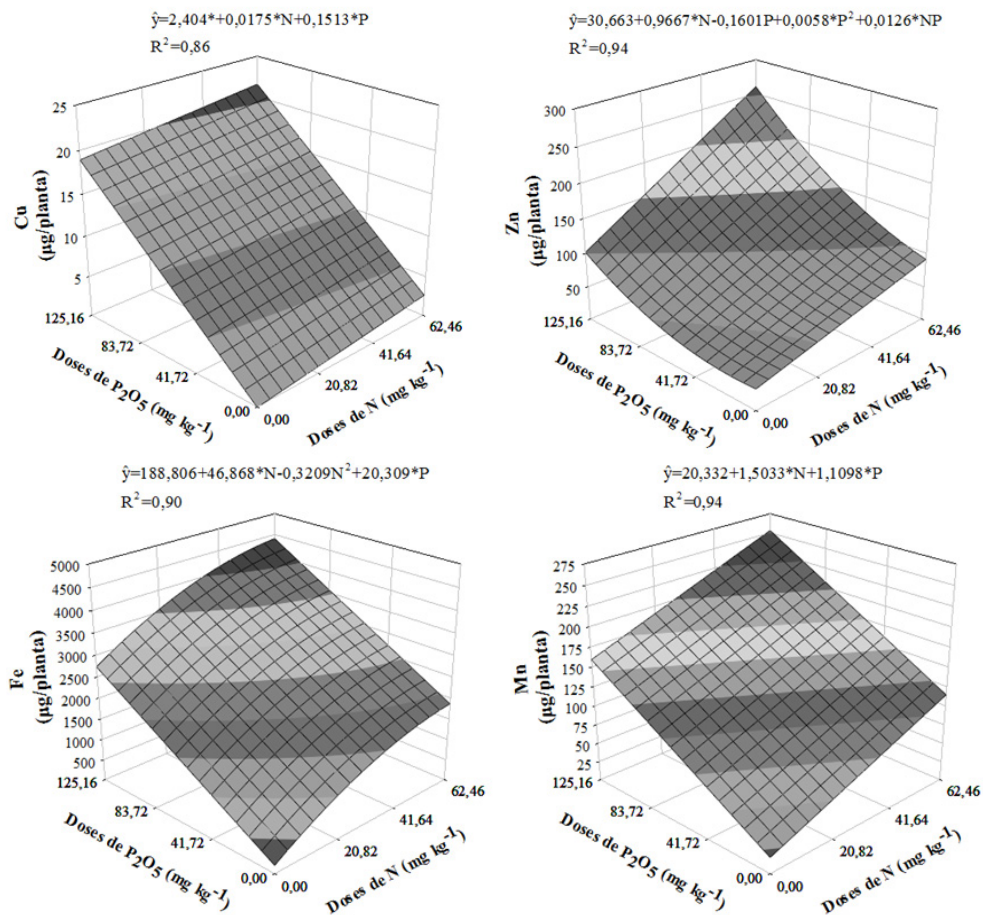 ŷ=2,404*+0,0175*N+0,1513*P
R²=0,86
25
20
15
10
5
Cu
(µg/planta)
125,16
83,72
41,72
0,00
Doses de P₂O₅ (mg kg⁻¹)
0,00
20,82
41,64
62,46
Doses de N (mg kg⁻¹)
ŷ=30,663+0,9667*N-0,1601P+0,0058*P²+0,0126*NP
R²=0,94
300
250
200
150
100
50
Zn
(µg/planta)
125,16
83,72
41,72
0,00
Doses de P₂O₅ (mg kg⁻¹)
0,00
20,82
41,64
62,46
Doses de N (mg kg⁻¹)
ŷ=188,806+46,868*N-0,3209N²+20,309*P
R²=0,90
5000
4500
4000
3500
3000
2500
2000
1500
1000
500
Fe
(µg/planta)
125,16
83,72
41,72
0,00
Doses de P₂O₅ (mg kg⁻¹)
0,00
20,82
41,64
62,46
Doses de N (mg kg⁻¹)
ŷ=20,332+1,5033*N+1,1098*P
R²=0,94
275
250
225
200
175
150
125
100
75
50
25
Mn
(µg/planta)
125,16
83,72
41,72
0,00
Doses de P₂O₅ (mg kg⁻¹)
0,00
20,82
41,64
62,46
Doses de N (mg kg⁻¹)